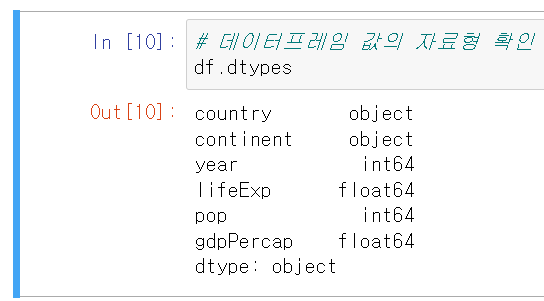 In [10]: # 데이터프레임 값의 자료형 확인
df.dtypes
Out[10]: country object
continent object
year int64
lifeExp float64
pop int64
gdpPercap float64
dtype: object